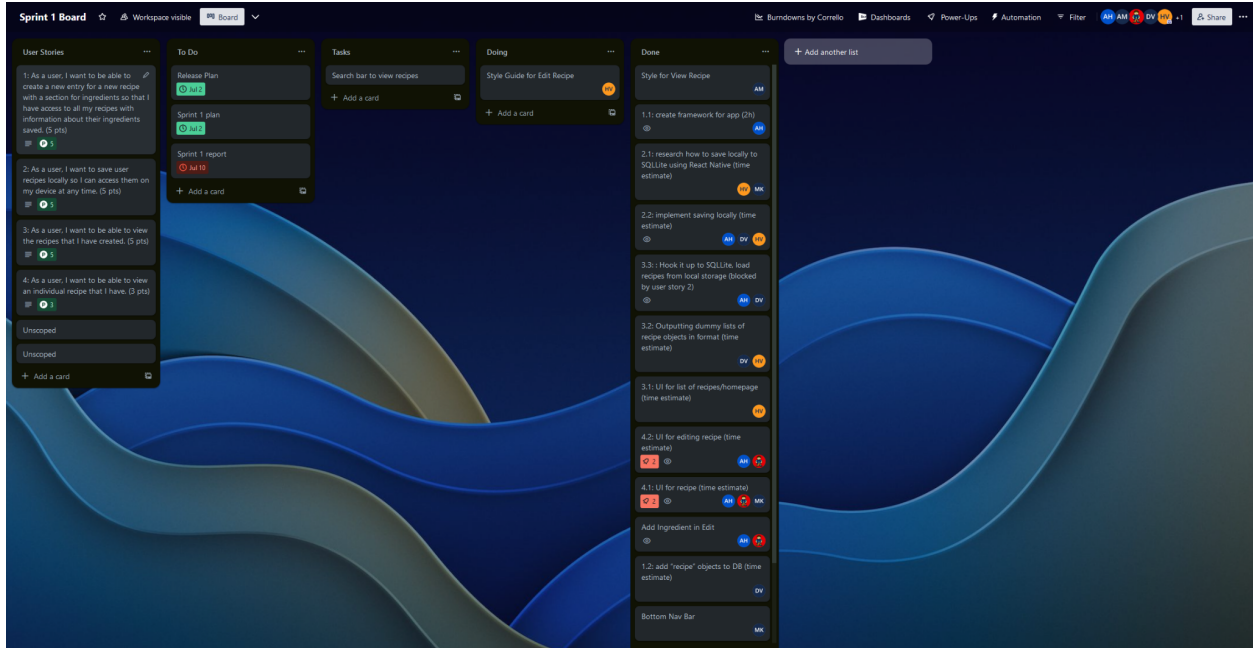 Sprint 1 Board
Workspace visible
Board
Burndowns by Corrello
Dashboards
Power-Ups
Automation
Filter
AH AM DV HV +1
Share
User Stories
1: As a user, I want to be able to
create a new entry for a new recipe
with a section for ingredients so that I
have access to all my recipes with
information about their ingredients
saved. (5 pts)
P 5
2: As a user, I want to save user
recipes locally so I can access them on
my device at any time. (5 pts)
P 5
3: As a user, I want to be able to view
the recipes that I have created. (5 pts)
P 5
4: As a user, I want to be able to view
an individual recipe that I have. (3 pts)
P 3
Unscoped
Unscoped
+ Add a card
To Do
Release Plan
Jul 2
Sprint 1 plan
Jul 2
Sprint 1 report
Jul 10
+ Add a card
Tasks
Search bar to view recipes
+ Add a card
Doing
Style Guide for Edit Recipe
HV
+ Add a card
Done
Style for View Recipe
AM
1.1: create framework for app (2h)
AH
2.1: research how to save locally to
SQLLite using React Native (time
estimate)
HV MK
2.2: implement saving locally (time
estimate)
AH DV HV
3.3: : Hook it up to SQLLite, load
recipes from local storage (blocked
by user story 2)
AH DV
3.2: Outputting dummy lists of
recipe objects in format (time
estimate)
DV HV
3.1: UI for list of recipes/homepage
(time estimate)
HV
4.2: UI for editing recipe (time
estimate)
2 AH
4.1: UI for recipe (time estimate)
2 AH MK
Add Ingredient in Edit
AH
1.2: add "recipe" objects to DB (time
estimate)
DV
Bottom Nav Bar
MK
+ Add another list